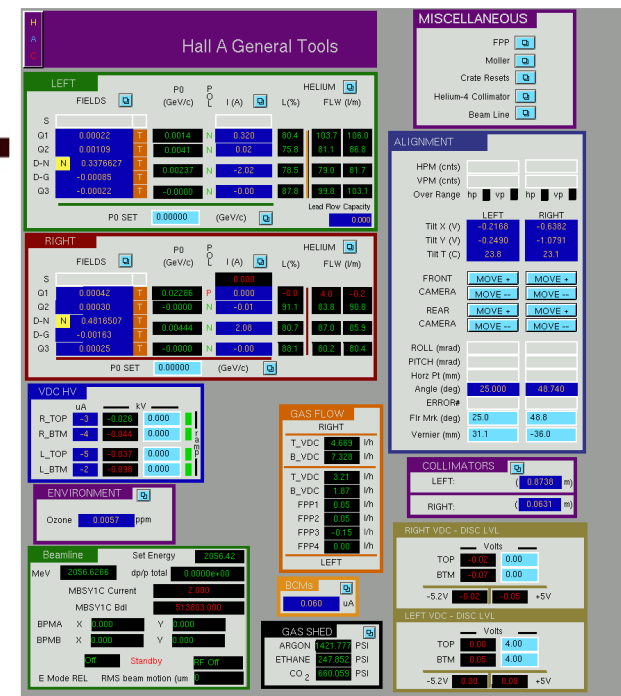 H
A
C
Hall A General Tools
MISCELLANEOUS
FPP
Moller
Crate Resets
Helium-4 Collimator
Beam Line
LEFT
FIELDS P0 (GeV/c) POL I (A) L(%) HELIUM FLW (l/m)
S
Q1 0.00022 T 0.0014 N 0.320 80.4 103.7 106.0
Q2 0.00109 T 0.0041 N 0.02 75.8 81.1 86.8
D-N N 0.3376627 T 0.00237 N -2.02 78.5 79.0 81.7
D-G -0.00085 T
Q3 -0.00022 T -0.0000 N -0.00 87.8 99.8 103.1
Lead Flow Capacity
P0 SET 0.00000 (GeV/c) 0.000
RIGHT
FIELDS P0 (GeV/c) POL I (A) L(%) HELIUM FLW (l/m)
S 0.000
Q1 0.00042 T 0.02286 P 0.000 -0.8 4.0 -0.2
Q2 0.00030 T -0.0000 N -0.01 91.1 83.8 90.8
D-N N 0.4816507 T 0.00444 N 2.08 80.7 87.0 85.9
D-G -0.00163 T
Q3 0.00025 T -0.0000 N -0.00 88.1 80.2 80.4
P0 SET 0.00000 (GeV/c)
ALIGNMENT
HPM (cnts)
VPM (cnts)
Over Range hp vp hp vp
LEFT RIGHT
Tilt X (V) -0.2168 -0.6382
Tilt Y (V) -0.2490 -1.0791
Tilt T (C) 23.8 23.1
FRONT CAMERA MOVE + MOVE +
MOVE -- MOVE --
REAR CAMERA MOVE + MOVE +
MOVE -- MOVE --
ROLL (mrad)
PITCH (mrad)
Horz Pt (mm)
Angle (deg) 25.000 48.740
ERROR#
Flr Mrk (deg) 25.0 48.8
Vernier (mm) 31.1 -36.0
VDC HV
uA kV
R_TOP -3 -0.026 0.000
R_BTM -4 -0.044 0.000
L_TOP -5 -0.037 0.000
L_BTM -2 -0.098 0.000
ramp
ENVIRONMENT
Ozone 0.0057 ppm
GAS FLOW
RIGHT
T_VDC 4.669 l/h
B_VDC 7.328 l/h
T_VDC 3.21 l/h
B_VDC 1.87 l/h
FPP1 0.05 l/h
FPP2 0.05 l/h
FPP3 -0.15 l/h
FPP4 0.00 l/h
LEFT
COLLIMATORS
LEFT: ( 0.8738 m)
RIGHT: ( 0.0631 m)
Beamline Set Energy 2056.42
MeV 2056.6266 dp/p total 0.0000e+00
MBSY1C Current 2.000
MBSY1C Bdl 513893.000
BPMA X 0.000 Y 0.000
BPMB X 0.000 Y 0.000
Off Standby RF Off
E Mode REL RMS beam motion (um 0
BCMs
0.060 uA
GAS SHED
ARGON 1421.777 PSI
ETHANE 247.652 PSI
CO2 660.059 PSI
RIGHT VDC - DISC LVL
Volts
TOP -0.02 0.00
BTM -0.07 0.00
-5.2V -0.02 -0.05 +5V
LEFT VDC - DISC LVL
Volts
TOP 0.00 4.00
BTM 0.05 4.00
-5.2V 0.00 0.08 +5V